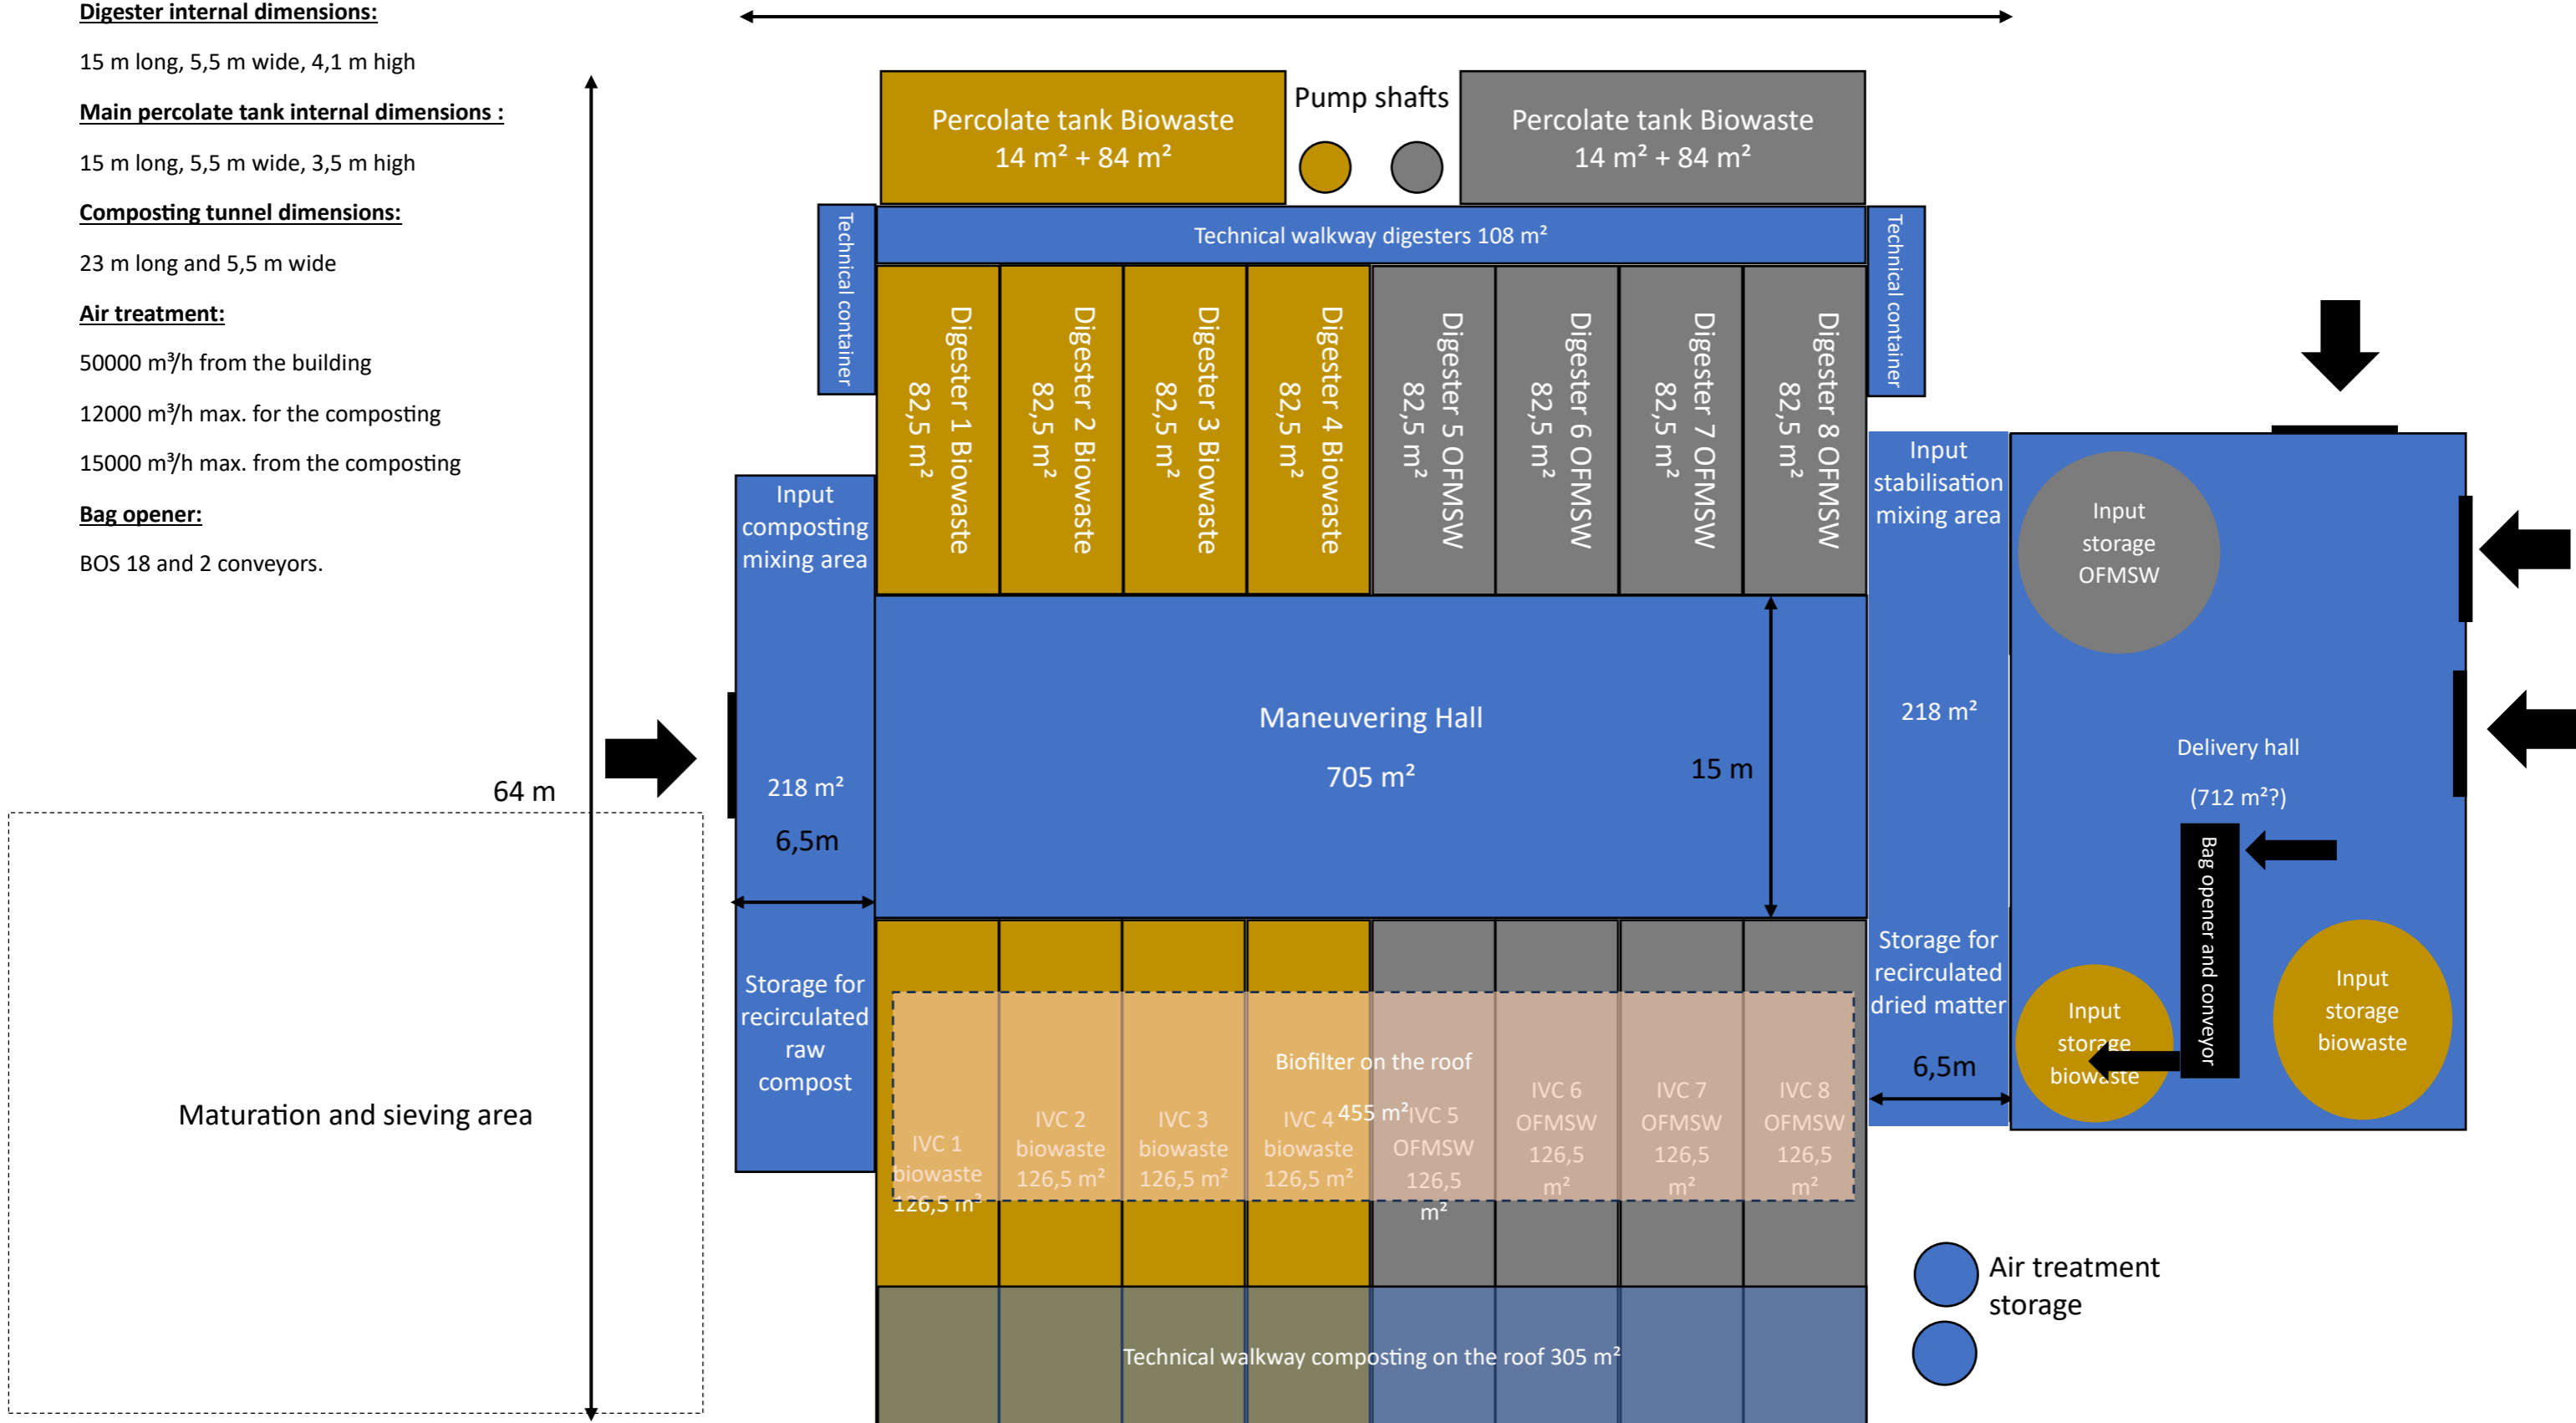 Digester internal dimensions:
15 m long, 5,5 m wide, 4,1 m high
Main percolate tank internal dimensions :
15 m long, 5,5 m wide, 3,5 m high
Composting tunnel dimensions:
23 m long and 5,5 m wide
Air treatment:
50000 m³/h from the building
12000 m³/h max. for the composting
15000 m³/h max. from the composting
Bag opener:
BOS 18 and 2 conveyors.
64 m
Maturation and sieving area
Percolate tank Biowaste
14 m² + 84 m²
Pump shafts
Percolate tank Biowaste
14 m² + 84 m²
Technical container
Technical walkway digesters 108 m²
Technical container
Digester 1 Biowaste
82,5 m²
Digester 2 Biowaste
82,5 m²
Digester 3 Biowaste
82,5 m²
Digester 4 Biowaste
82,5 m²
Digester 5 OFMSW
82,5 m²
Digester 6 OFMSW
82,5 m²
Digester 7 OFMSW
82,5 m²
Digester 8 OFMSW
82,5 m²
Input
composting
mixing area
218 m²
6,5m
Storage for
recirculated
raw
compost
Maneuvering Hall
705 m²
15 m
Input
stabilisation
mixing area
218 m²
Storage for
recirculated
dried matter
6,5m
Input
storage
OFMSW
Delivery hall
(712 m²?)
Bag opener and conveyor
Input
storage
biowaste
Input
storage
biowaste
Biofilter on the roof
455 m²
IVC 1
biowaste
126,5 m²
IVC 2
biowaste
126,5 m²
IVC 3
biowaste
126,5 m²
IVC 4
biowaste
126,5 m²
IVC 5
OFMSW
126,5
m²
IVC 6
OFMSW
126,5
m²
IVC 7
OFMSW
126,5
m²
IVC 8
OFMSW
126,5
m²
Technical walkway composting on the roof 305 m²
Air treatment
storage